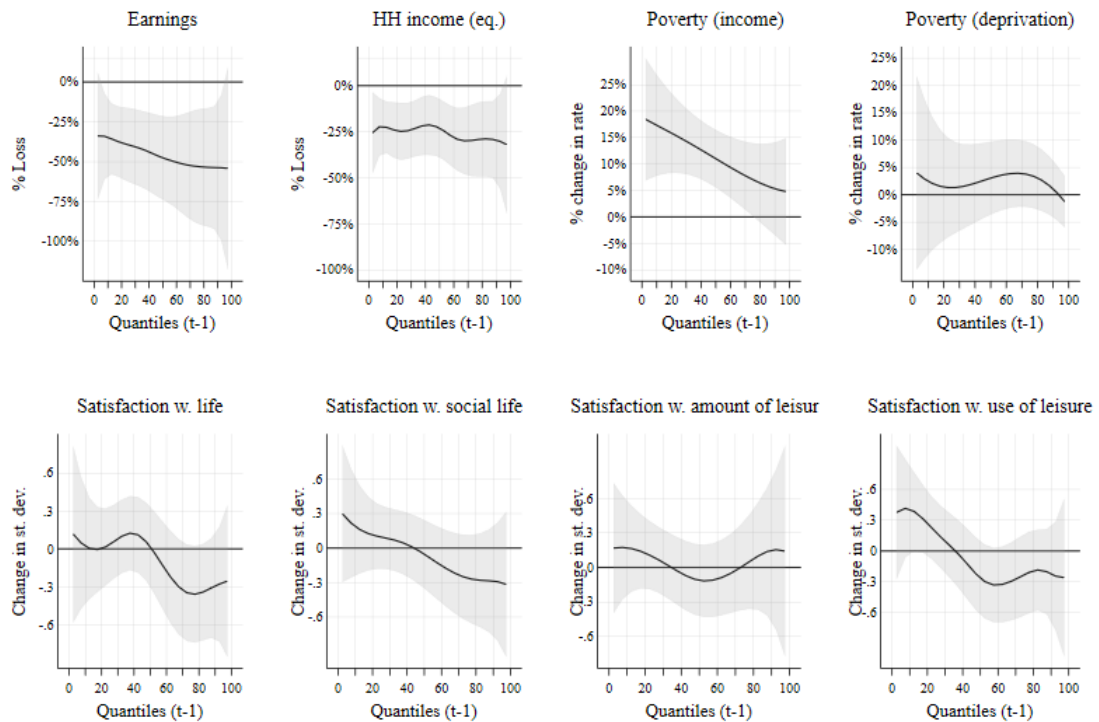 Earnings
HH income (eq.)
Poverty (income)
Poverty (deprivation)
% Loss
0%
-25%
-50%
-75%
-100%
0 20 40 60 80 100
Quantiles (t-1)
% Loss
0%
-25%
-50%
-75%
-100%
0 20 40 60 80 100
Quantiles (t-1)
% change in rate
25%
20%
15%
10%
5%
0%
-5%
-10%
0 20 40 60 80 100
Quantiles (t-1)
% change in rate
25%
20%
15%
10%
5%
0%
-5%
-10%
0 20 40 60 80 100
Quantiles (t-1)
Satisfaction w. life
Satisfaction w. social life
Satisfaction w. amount of leisur
Satisfaction w. use of leisure
Change in st. dev.
.6
.3
0
-.3
-.6
0 20 40 60 80 100
Quantiles (t-1)
Change in st. dev.
.6
.3
0
-.3
-.6
0 20 40 60 80 100
Quantiles (t-1)
Change in st. dev.
.6
.3
0
-.3
-.6
0 20 40 60 80 100
Quantiles (t-1)
Change in st. dev.
.6
.3
0
-.3
-.6
0 20 40 60 80 100
Quantiles (t-1)